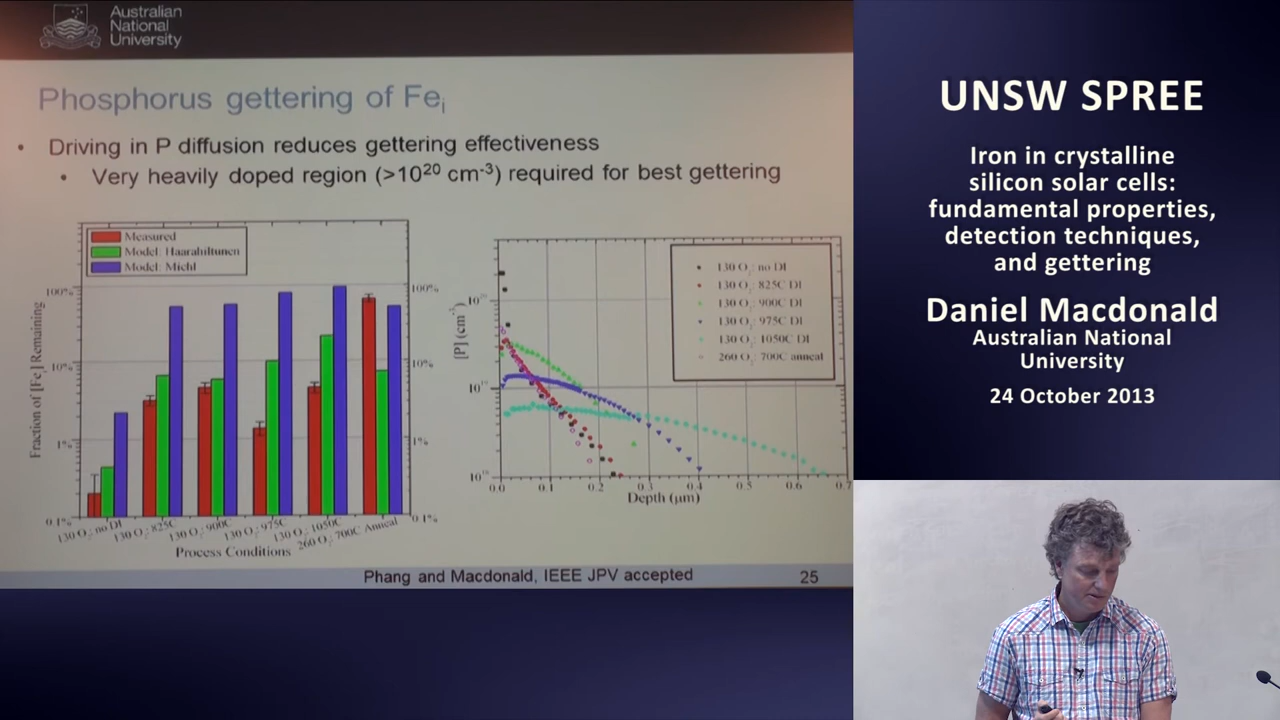 Australian
National
University
Phosphorus gettering of Feᵢ
• Driving in P diffusion reduces gettering effectiveness
• Very heavily doped region (>10²⁰ cm⁻³) required for best gettering
Measured
Model: Haarahiltunen
Model: Michl
Fraction of [Fe] Remaining
100%
10%
1%
0.1%
100%
10%
1%
0.1%
130 O₂: no DI
130 O₂: 825C
130 O₂: 900C
130 O₂: 975C
130 O₂: 1050C
260 O₂: 700C Anneal
Process Conditions
[P] (cm⁻³)
130 O₂: no DI
130 O₂: 825C DI
130 O₂: 900C DI
130 O₂: 975C DI
130 O₂: 1050C DI
260 O₂: 700C anneal
0.0 0.1 0.2 0.3 0.4 0.5 0.6 0.7
Depth (µm)
Phang and Macdonald, IEEE JPV accepted
25
UNSW SPREE
Iron in crystalline
silicon solar cells:
fundamental properties,
detection techniques,
and gettering
Daniel Macdonald
Australian National
University
24 October 2013